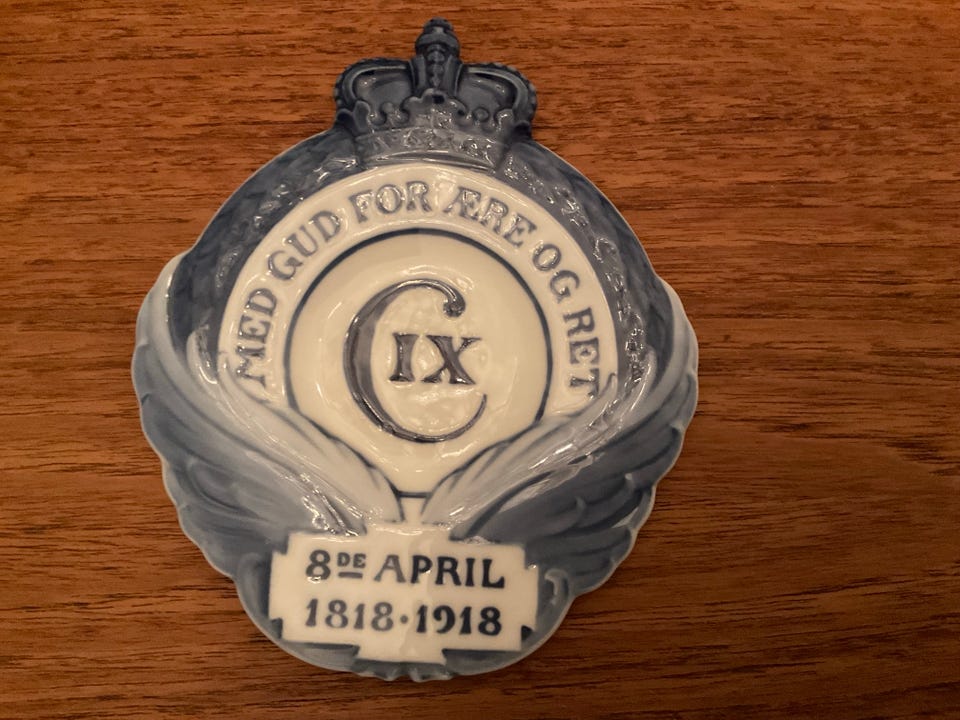 MED GUD FOR ÆRE OG RET
C IX
8DE APRIL
1818·1918